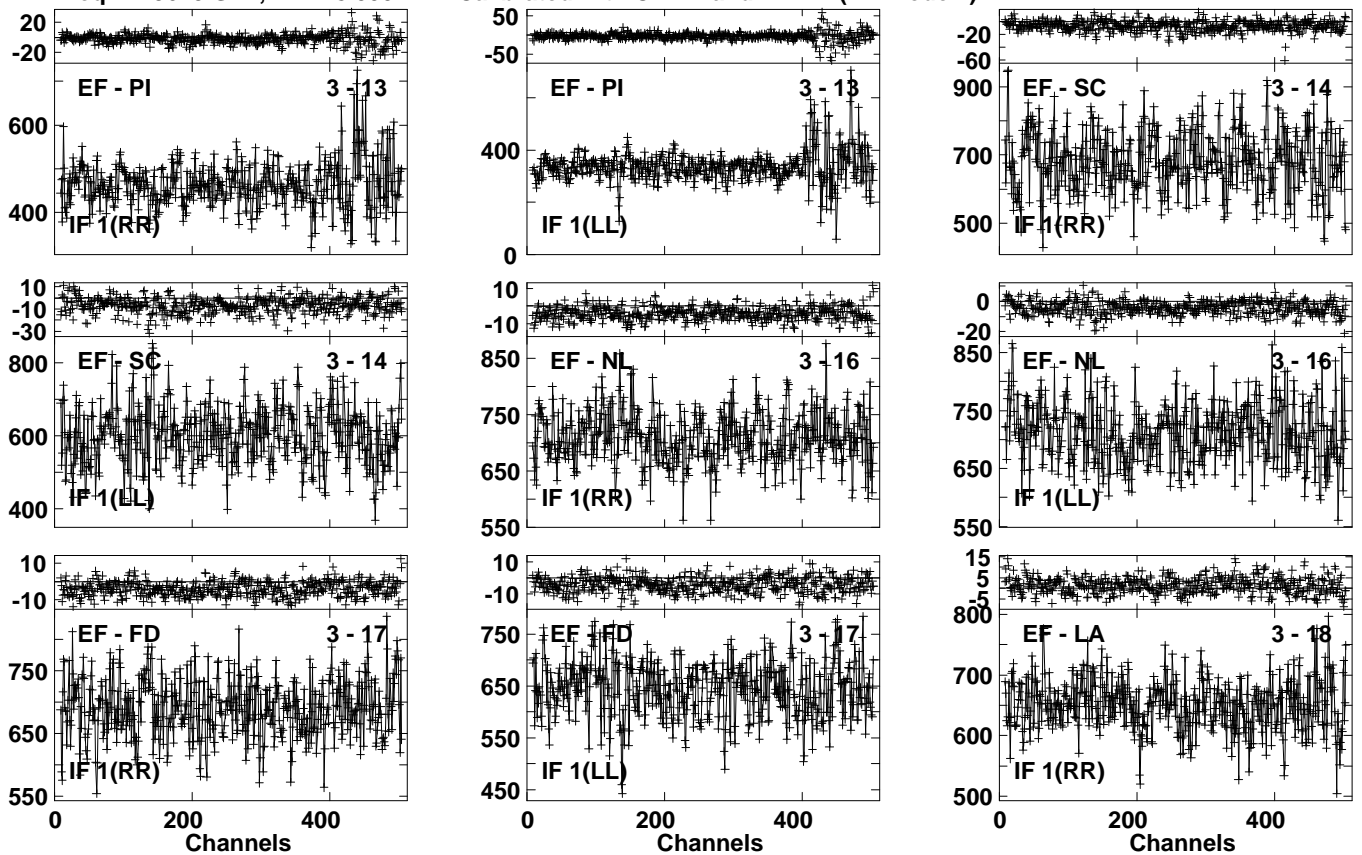 20
-20
EF - PI
3 - 13
600
400
IF 1(RR)
50
-50
EF - PI
3 - 13
400
0
IF 1(LL)
-20
-60
EF - SC
3 - 14
900
700
500
IF 1(RR)
10
-10
-30
EF - SC
3 - 14
800
600
400
IF 1(LL)
10
-10
EF - NL
3 - 16
850
750
650
550
IF 1(RR)
0
-20
EF - NL
3 - 16
850
750
650
550
IF 1(LL)
10
-10
EF - FD
3 - 17
750
650
550
IF 1(RR)
0 200 400
Channels
10
-10
EF - FD
3 - 17
750
650
550
450
IF 1(LL)
0 200 400
Channels
15
5
-5
EF - LA
3 - 18
800
700
600
500
IF 1(RR)
0 200 400
Channels